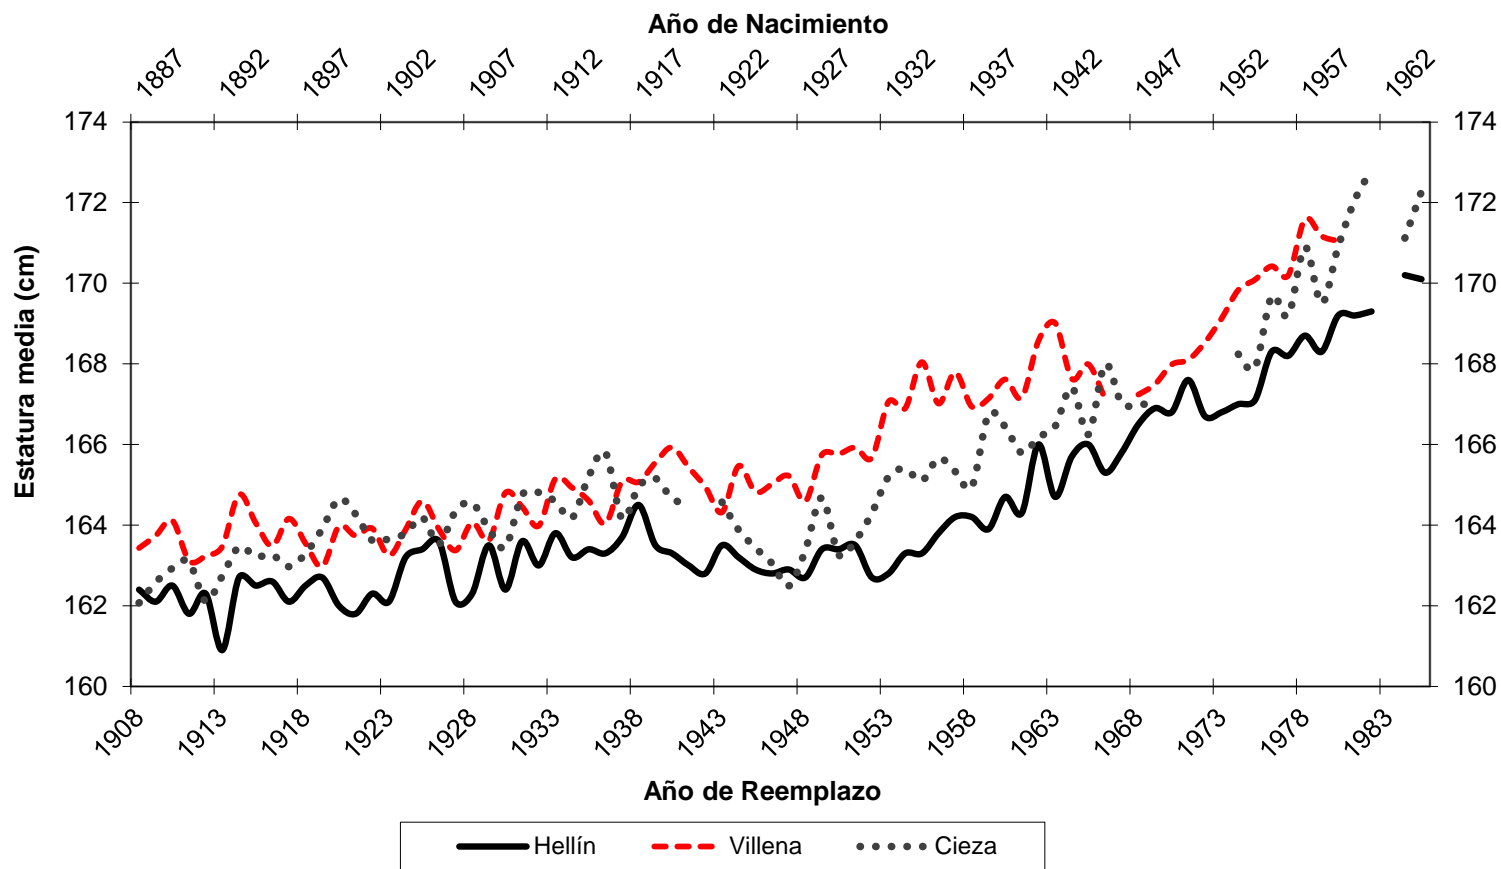 Año de Nacimiento
1887 1892 1897 1902 1907 1912 1917 1922 1927 1932 1937 1942 1947 1952 1957 1962
174 174
172 172
170 170
168 168
166 166
164 164
162 162
160 160
Estatura media (cm)
1908 1913 1918 1923 1928 1933 1938 1943 1948 1953 1958 1963 1968 1973 1978 1983
Año de Reemplazo
Hellín Villena Cieza